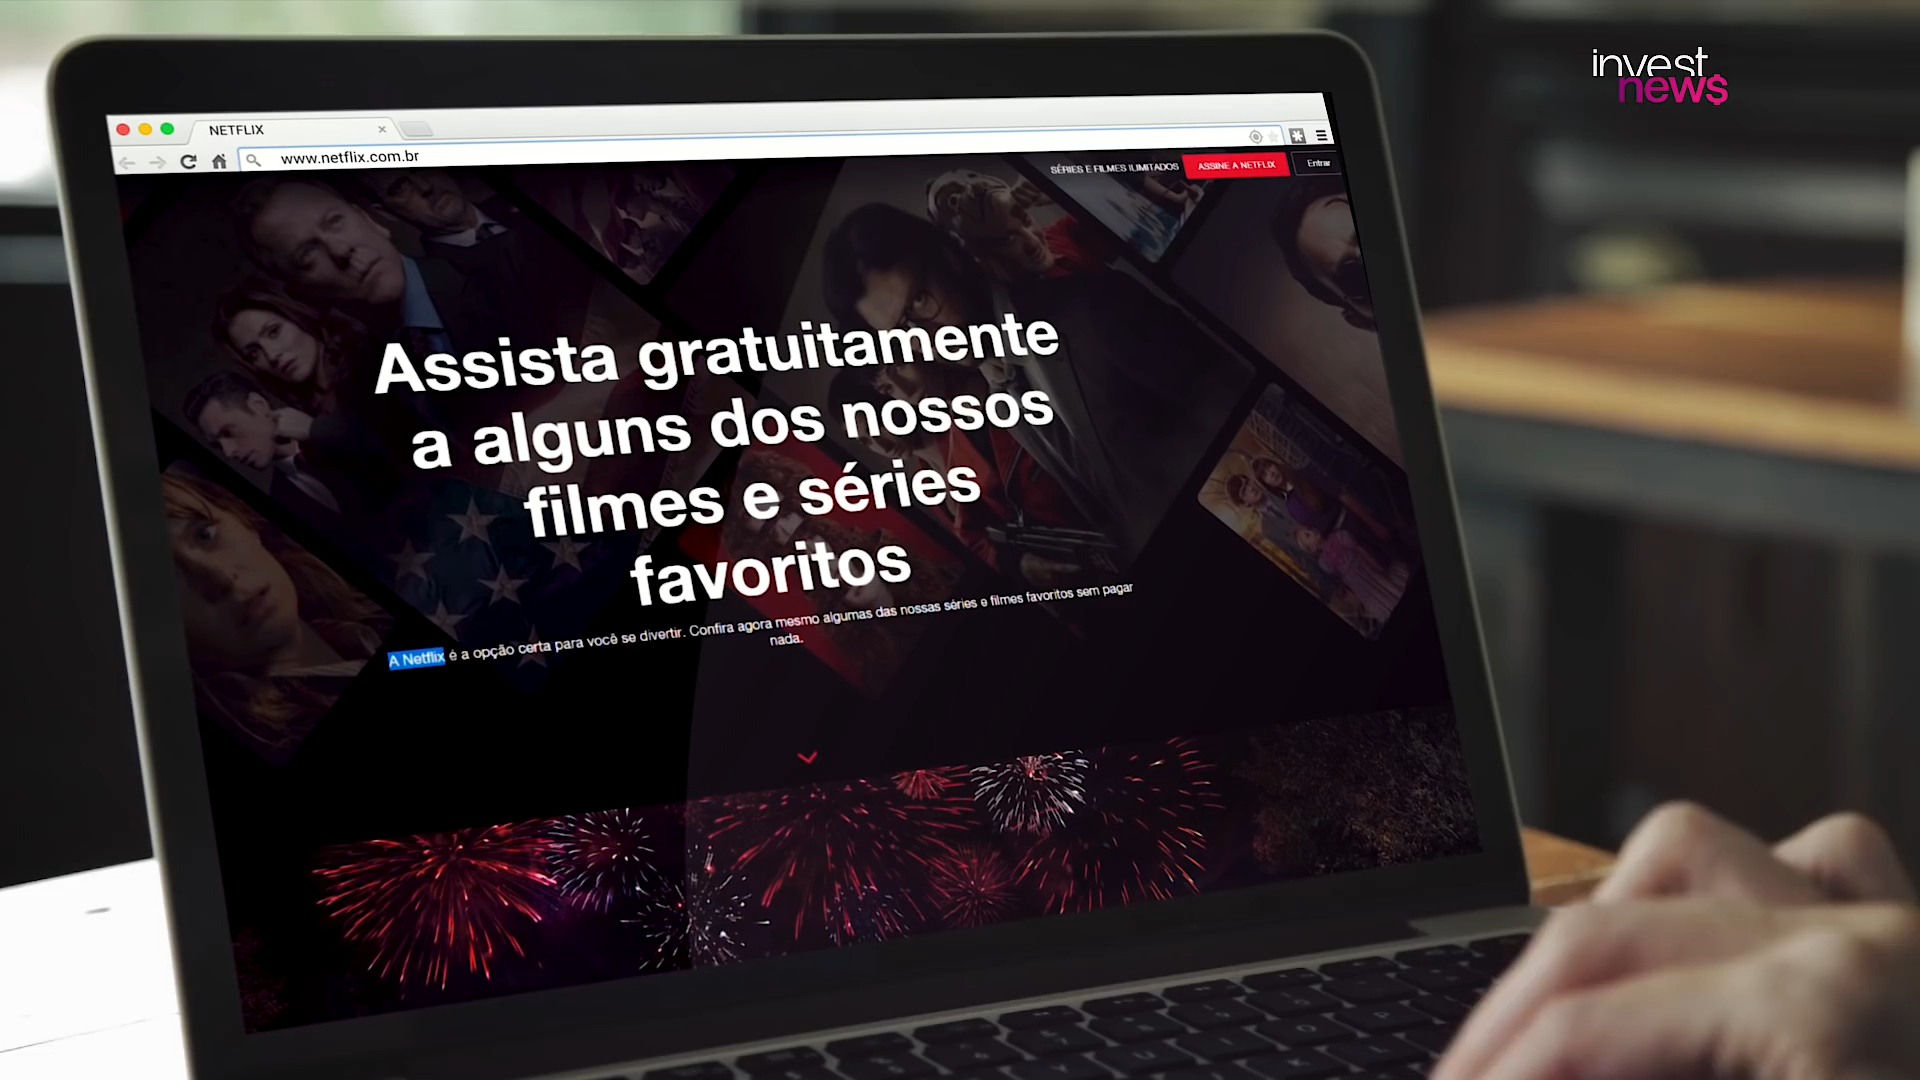 invest
new$
NETFLIX
www.netflix.com.br
SÉRIES E FILMES ILIMITADOS
ASSINE A NETFLIX
Entrar
Assista gratuitamente
a alguns dos nossos
filmes e séries
favoritos
A Netflix é a opção certa para você se divertir. Confira agora mesmo algumas das nossas séries e filmes favoritos sem pagar
nada.